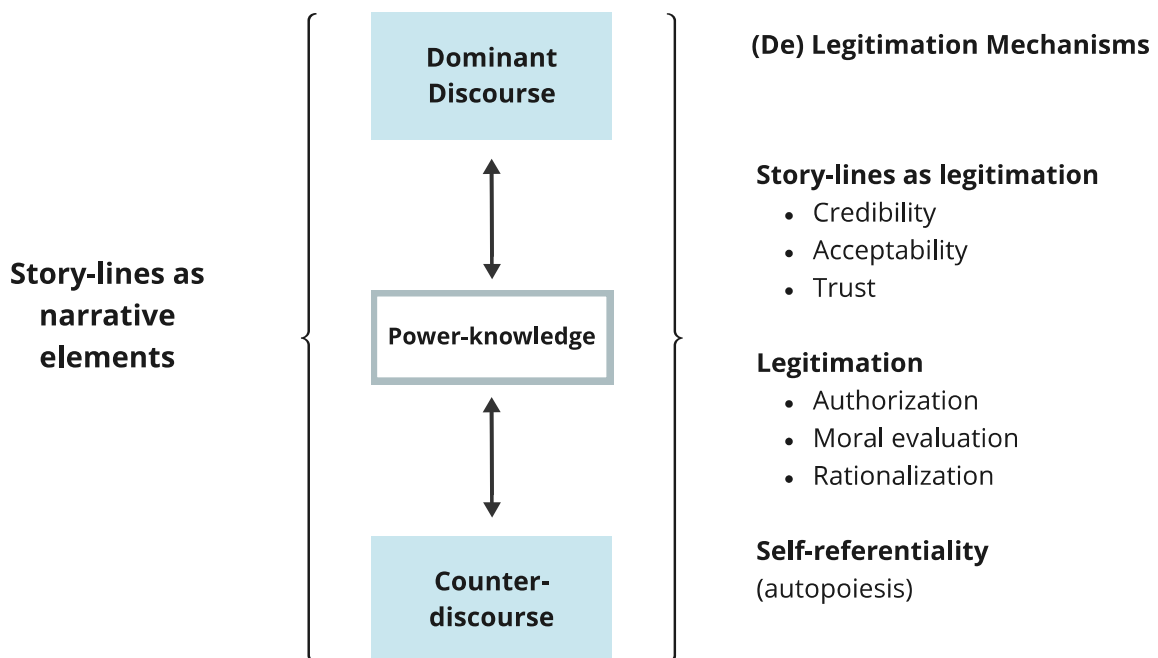 Story-lines as
narrative
elements
Dominant
Discourse
Power-knowledge
Counter-
discourse
(De) Legitimation Mechanisms
Story-lines as legitimation
• Credibility
• Acceptability
• Trust
Legitimation
• Authorization
• Moral evaluation
• Rationalization
Self-referentiality
(autopoiesis)